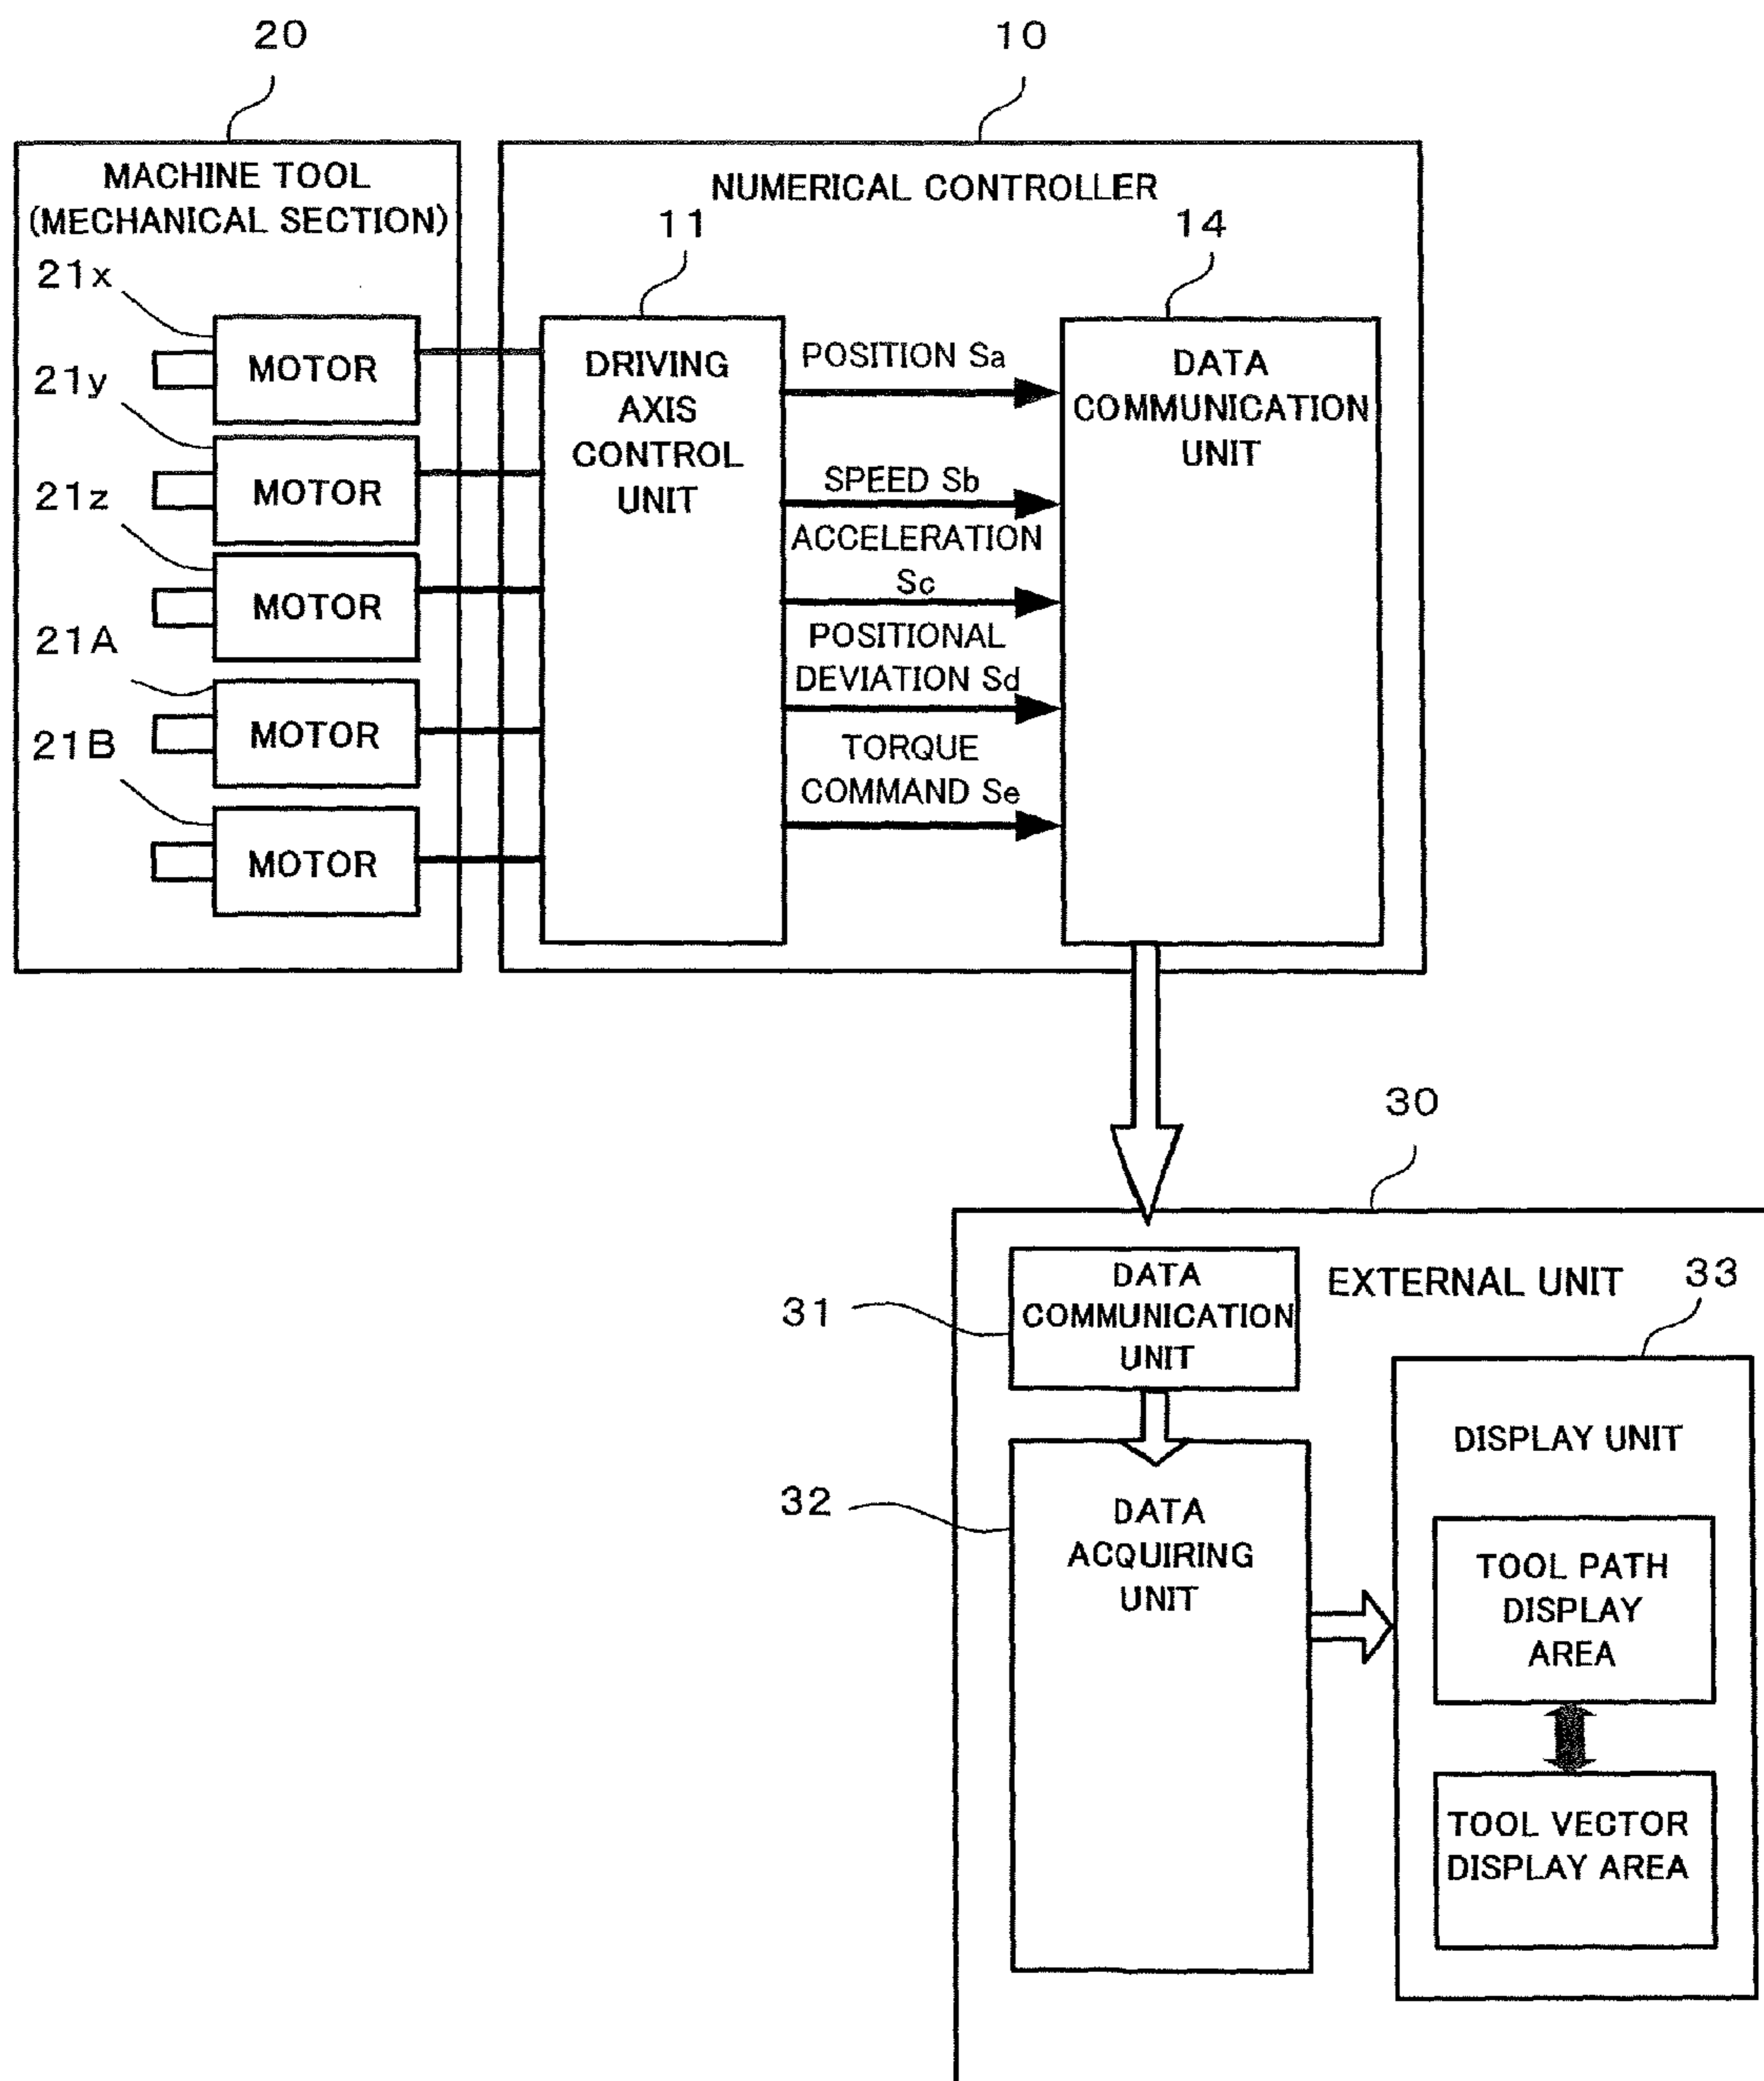 20
10
MACHINE TOOL
(MECHANICAL SECTION)
21x
MOTOR
21y
MOTOR
21z
MOTOR
21A
MOTOR
21B
MOTOR
NUMERICAL CONTROLLER
11
DRIVING
AXIS
CONTROL
UNIT
POSITION Sa
SPEED Sb
ACCELERATION
Sc
POSITIONAL
DEVIATION Sd
TORQUE
COMMAND Se
14
DATA
COMMUNICATION
UNIT
30
EXTERNAL UNIT
31
DATA
COMMUNICATION
UNIT
32
DATA
ACQUIRING
UNIT
33
DISPLAY UNIT
TOOL PATH
DISPLAY
AREA
TOOL VECTOR
DISPLAY AREA